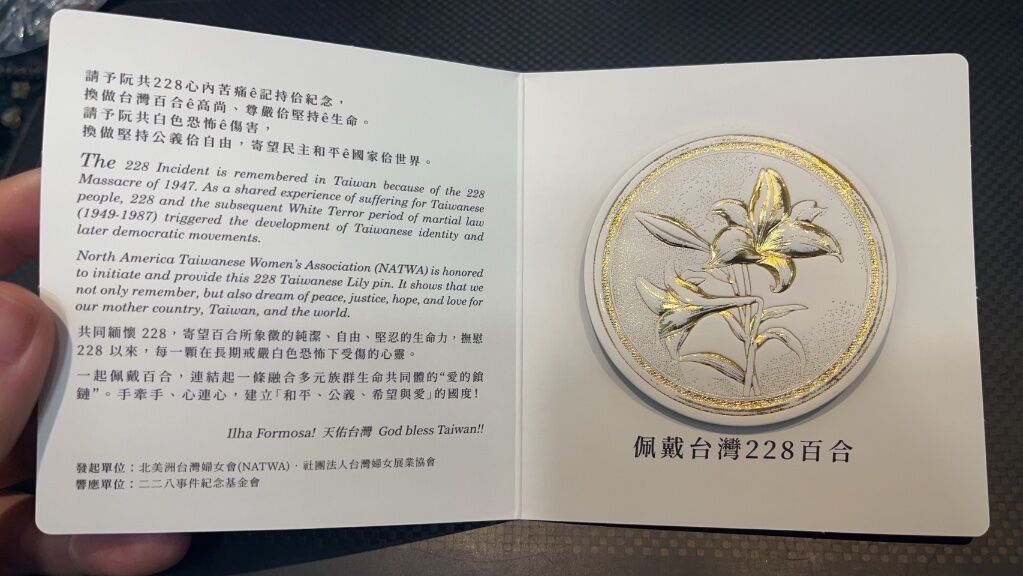 請予阮共228心內苦痛ê記持佮紀念，
換做台灣百合ê高尚、尊嚴佮堅持ê生命。
請予阮共白色恐怖ê傷害，
換做堅持公義佮自由，寄望民主和平ê國家佮世界。
The 228 Incident is remembered in Taiwan because of the 228
Massacre of 1947. As a shared experience of suffering for Taiwanese
people, 228 and the subsequent White Terror period of martial law
(1949-1987) triggered the development of Taiwanese identity and
later democratic movements.
North America Taiwanese Women's Association (NATWA) is honored
to initiate and provide this 228 Taiwanese Lily pin. It shows that we
not only remember, but also dream of peace, justice, hope, and love for
our mother country, Taiwan, and the world.
共同緬懷 228，寄望百合所象徵的純潔、自由、堅忍的生命力，撫慰
228 以來，每一顆在長期戒嚴白色恐怖下受傷的心靈。
一起佩戴百合，連結起一條融合多元族群生命共同體的“愛的鎖
鏈”。手牽手、心連心，建立「和平、公義、希望與愛」的國度！
Ilha Formosa! 天佑台灣 God bless Taiwan!!
發起單位：北美洲台灣婦女會(NATWA)．社團法人台灣婦女展業協會
響應單位：二二八事件紀念基金會
佩戴台灣228百合